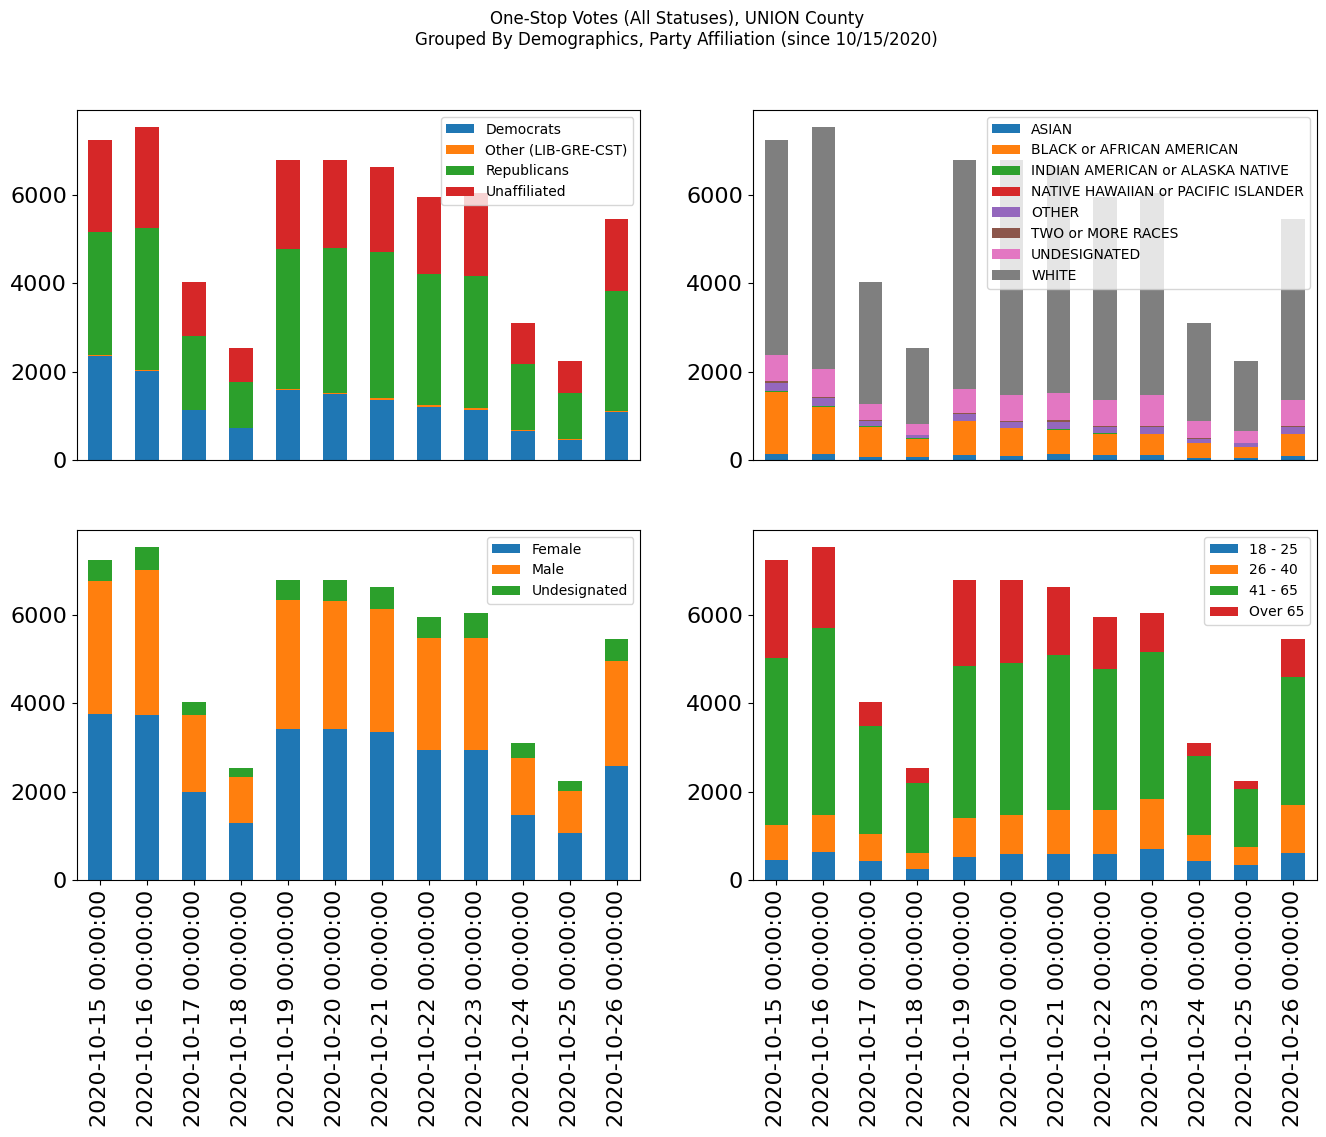 One-Stop Votes (All Statuses), UNION County
Grouped By Demographics, Party Affiliation (since 10/15/2020)
6000
4000
2000
0
Democrats
Other (LIB-GRE-CST)
Republicans
Unaffiliated
6000
4000
2000
0
ASIAN
BLACK or AFRICAN AMERICAN
INDIAN AMERICAN or ALASKA NATIVE
NATIVE HAWAIIAN or PACIFIC ISLANDER
OTHER
TWO or MORE RACES
UNDESIGNATED
WHITE
6000
4000
2000
0
Female
Male
Undesignated
2020-10-15 00:00:00
2020-10-16 00:00:00
2020-10-17 00:00:00
2020-10-18 00:00:00
2020-10-19 00:00:00
2020-10-20 00:00:00
2020-10-21 00:00:00
2020-10-22 00:00:00
2020-10-23 00:00:00
2020-10-24 00:00:00
2020-10-25 00:00:00
2020-10-26 00:00:00
6000
4000
2000
0
18 - 25
26 - 40
41 - 65
Over 65
2020-10-15 00:00:00
2020-10-16 00:00:00
2020-10-17 00:00:00
2020-10-18 00:00:00
2020-10-19 00:00:00
2020-10-20 00:00:00
2020-10-21 00:00:00
2020-10-22 00:00:00
2020-10-23 00:00:00
2020-10-24 00:00:00
2020-10-25 00:00:00
2020-10-26 00:00:00